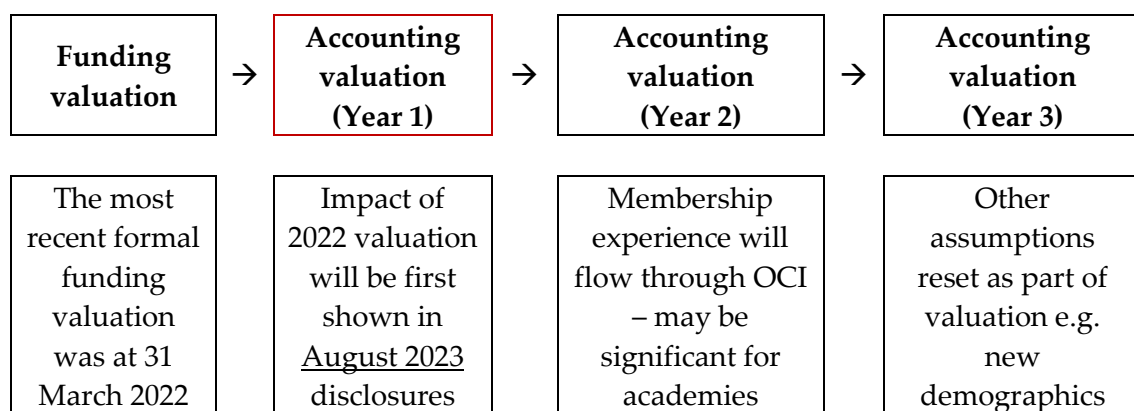 Funding
valuation
→
Accounting
valuation
(Year 1)
→
Accounting
valuation
(Year 2)
→
Accounting
valuation
(Year 3)
The most
recent formal
funding
valuation
was at 31
March 2022
Impact of
2022 valuation
will be first
shown in
August 2023
disclosures
Membership
experience will
flow through OCI
– may be
significant for
academies
Other
assumptions
reset as part of
valuation e.g.
new
demographics